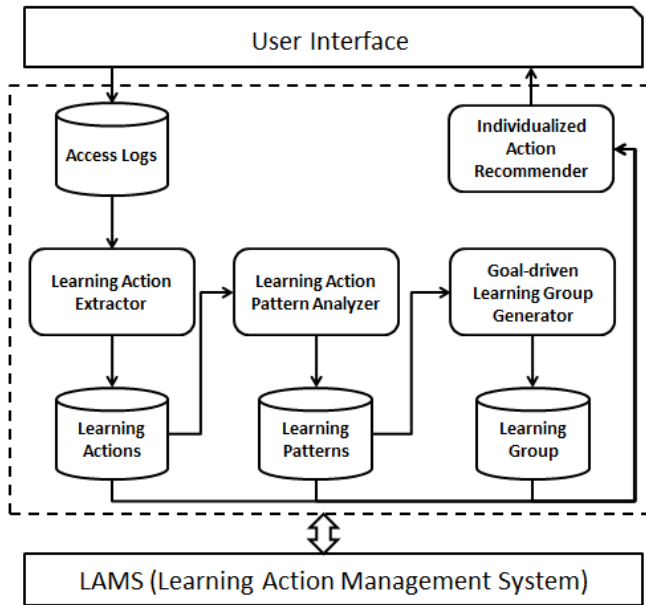 User Interface
Access Logs
Individualized
Action
Recommender
Learning Action
Extractor
Learning Action
Pattern Analyzer
Goal-driven
Learning Group
Generator
Learning
Actions
Learning
Patterns
Learning
Group
LAMS (Learning Action Management System)